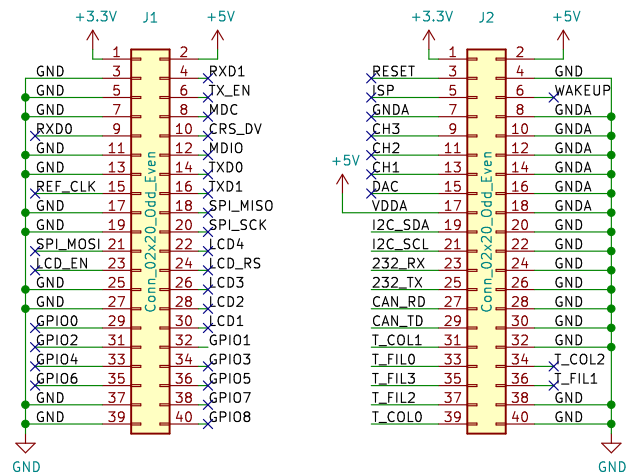 +3.3V J1 +5V
1 2
GND 3 4 RXD1
GND 5 6 TX_EN
GND 7 8 MDC
RXD0 9 10 CRS_DV
GND 11 12 MDIO
GND 13 14 TXD0
REF_CLK 15 16 TXD1
GND 17 18 SPI_MISO
GND 19 20 SPI_SCK
SPI_MOSI 21 22 LCD4
LCD_EN 23 24 LCD_RS
GND 25 26 LCD3
GND 27 28 LCD2
GPIO0 29 30 LCD1
GPIO2 31 32 GPIO1
GPIO4 33 34 GPIO3
GPIO6 35 36 GPIO5
GND 37 38 GPIO7
GND 39 40 GPIO8
Conn_02x20_Odd_Even
GND
+3.3V J2 +5V
1 2
RESET 3 4 GND
ISP 5 6 WAKEUP
GNDA 7 8 GNDA
CH3 9 10 GNDA
CH2 11 12 GNDA
CH1 13 14 GNDA
DAC 15 16 GNDA
+5V
VDDA 17 18 GNDA
I2C_SDA 19 20 GND
I2C_SCL 21 22 GND
232_RX 23 24 GND
232_TX 25 26 GND
CAN_RD 27 28 GND
CAN_TD 29 30 GND
T_COL1 31 32 GND
T_FIL0 33 34 T_COL2
T_FIL3 35 36 T_FIL1
T_FIL2 37 38 GND
T_COL0 39 40 GND
Conn_02x20_Odd_Even
GND